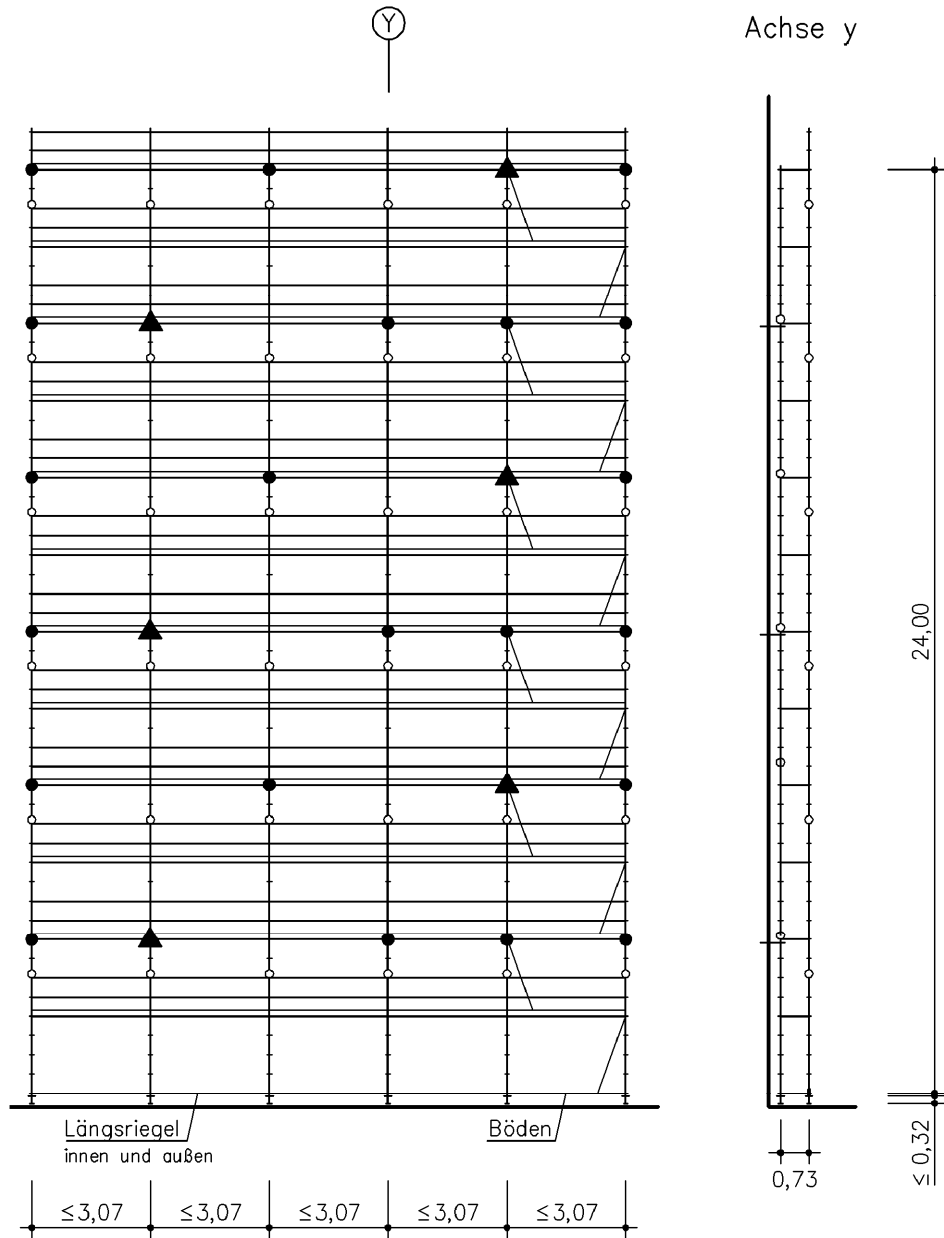 Y
Achse y
24,00
Längsriegel
innen und außen
Böden
≤ 0,32
0,73
≤3,07 ≤3,07 ≤3,07 ≤3,07 ≤3,07